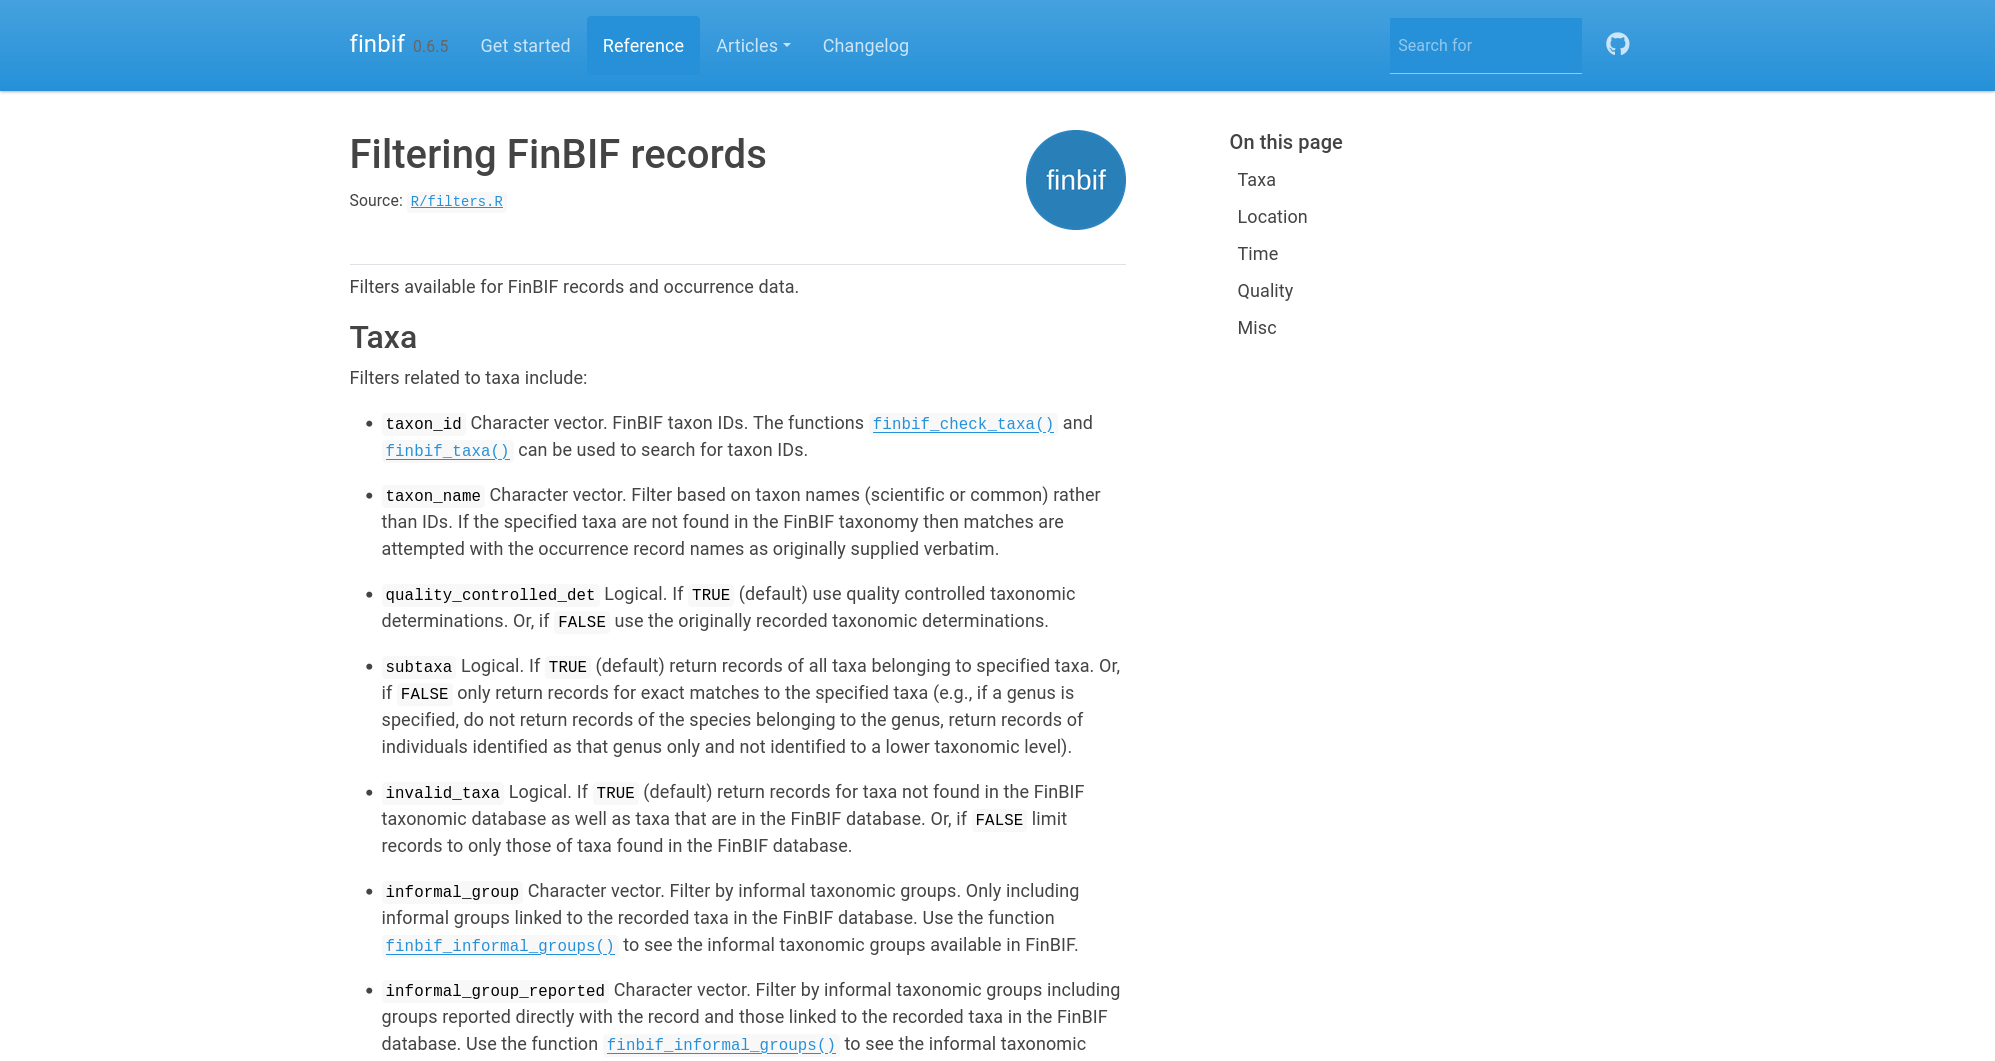 finbif 0.6.5 Get started Reference Articles Changelog Search for
Filtering FinBIF records
Source: R/filters.R
finbif
On this page
Taxa
Location
Time
Quality
Misc
Filters available for FinBIF records and occurrence data.
Taxa
Filters related to taxa include:
• taxon_id Character vector. FinBIF taxon IDs. The functions finbif_check_taxa() and
finbif_taxa() can be used to search for taxon IDs.
• taxon_name Character vector. Filter based on taxon names (scientific or common) rather
than IDs. If the specified taxa are not found in the FinBIF taxonomy then matches are
attempted with the occurrence record names as originally supplied verbatim.
• quality_controlled_det Logical. If TRUE (default) use quality controlled taxonomic
determinations. Or, if FALSE use the originally recorded taxonomic determinations.
• subtaxa Logical. If TRUE (default) return records of all taxa belonging to specified taxa. Or,
if FALSE only return records for exact matches to the specified taxa (e.g., if a genus is
specified, do not return records of the species belonging to the genus, return records of
individuals identified as that genus only and not identified to a lower taxonomic level).
• invalid_taxa Logical. If TRUE (default) return records for taxa not found in the FinBIF
taxonomic database as well as taxa that are in the FinBIF database. Or, if FALSE limit
records to only those of taxa found in the FinBIF database.
• informal_group Character vector. Filter by informal taxonomic groups. Only including
informal groups linked to the recorded taxa in the FinBIF database. Use the function
finbif_informal_groups() to see the informal taxonomic groups available in FinBIF.
• informal_group_reported Character vector. Filter by informal taxonomic groups including
groups reported directly with the record and those linked to the recorded taxa in the FinBIF
database. Use the function finbif_informal_groups() to see the informal taxonomic